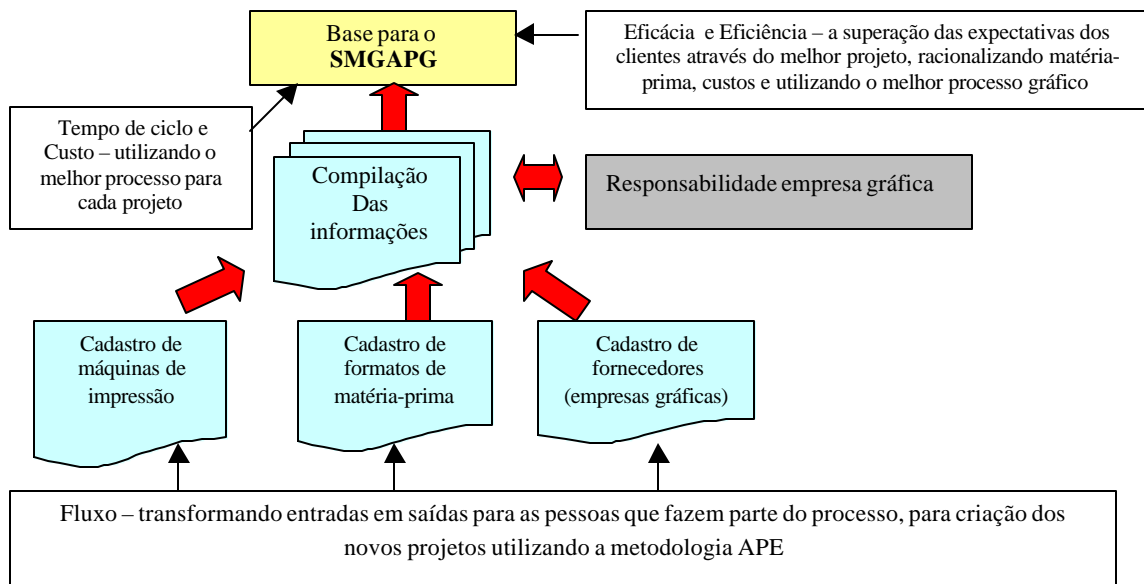 Base para o
SMGAPG
Eficácia e Eficiência – a superação das expectativas dos
clientes através do melhor projeto, racionalizando matéria-
prima, custos e utilizando o melhor processo gráfico
Tempo de ciclo e
Custo – utilizando o
melhor processo para
cada projeto
Compilação
Das
informações
Responsabilidade empresa gráfica
Cadastro de
máquinas de
impressão
Cadastro de
formatos de
matéria-prima
Cadastro de
fornecedores
(empresas gráficas)
Fluxo – transformando entradas em saídas para as pessoas que fazem parte do processo, para criação dos
novos projetos utilizando a metodologia APE